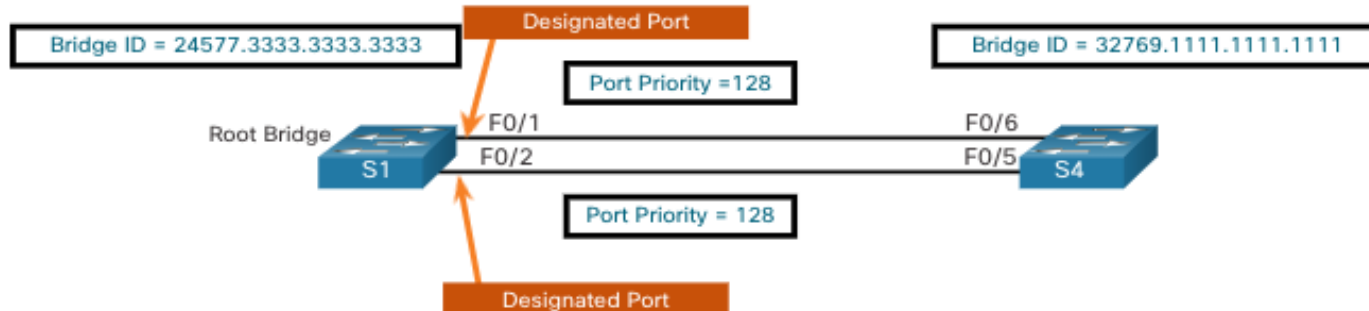 Designated Port
Bridge ID = 24577.3333.3333.3333
Bridge ID = 32769.1111.1111.1111
Port Priority =128
Root Bridge
F0/1
F0/6
F0/2
F0/5
S1
S4
Port Priority = 128
Designated Port